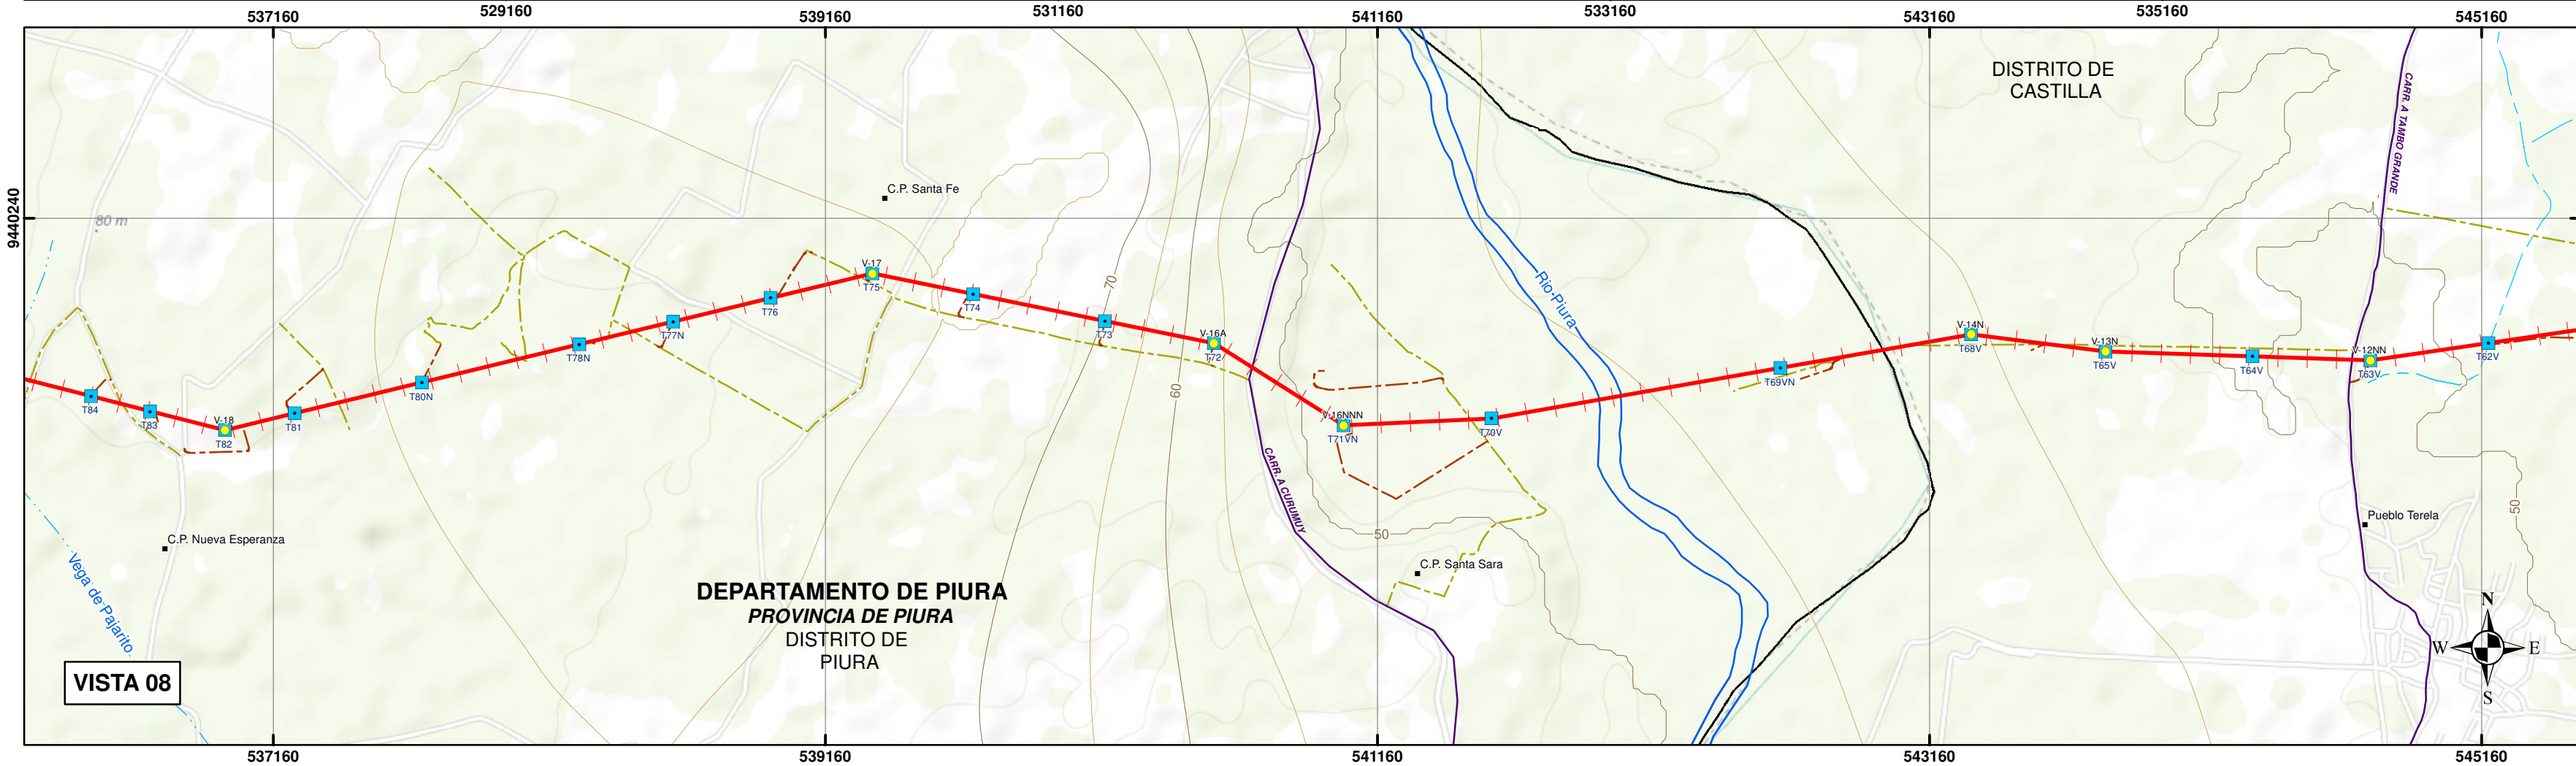 529160 531160 533160 535160
537160 539160 541160 543160 545160
DISTRITO DE
CASTILLA
CARR. A TAMBO GRANDE
C.P. Santa Fe
9440240
80 m
V-17
T75
T74
70
T73
V-16A
T72
T76
T77N
T78N
T80N
T81
V-18
T82
T83
T84
60
Rio Piura
V-16NNN
T71VN
T70V
T69VN
V-14N
T68V
V-13N
T65V
T64V
V-12NN
T63V
T62V
CARR. A CURUMUY
50
50
Pueblo Terela
C.P. Nueva Esperanza
C.P. Santa Sara
Vega de Pajarito
DEPARTAMENTO DE PIURA
PROVINCIA DE PIURA
DISTRITO DE
PIURA
N
W E
S
VISTA 08
537160 539160 541160 543160 545160